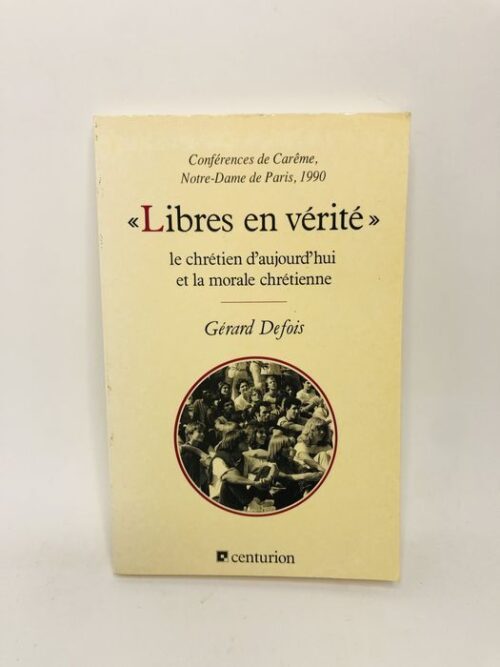 Conférences de Carême,
Notre-Dame de Paris, 1990
« Libres en vérité »
le chrétien d'aujourd'hui
et la morale chrétienne
Gérard Defois
centurion